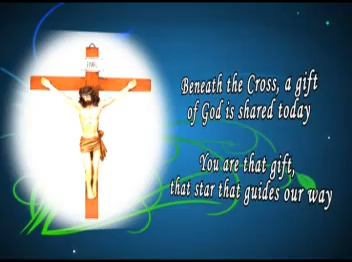 INRI
Beneath the Cross, a gift
of God is shared today
You are that gift,
that star that guides our way